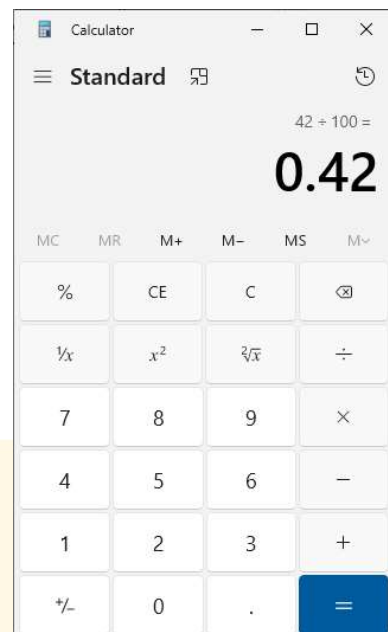 Calculator
Standard
42 ÷ 100 =
0.42
MC MR M+ M− MS M
% CE C
¹/x x² ²√x ÷
7 8 9 ×
4 5 6 −
1 2 3 +
+/− 0 . =